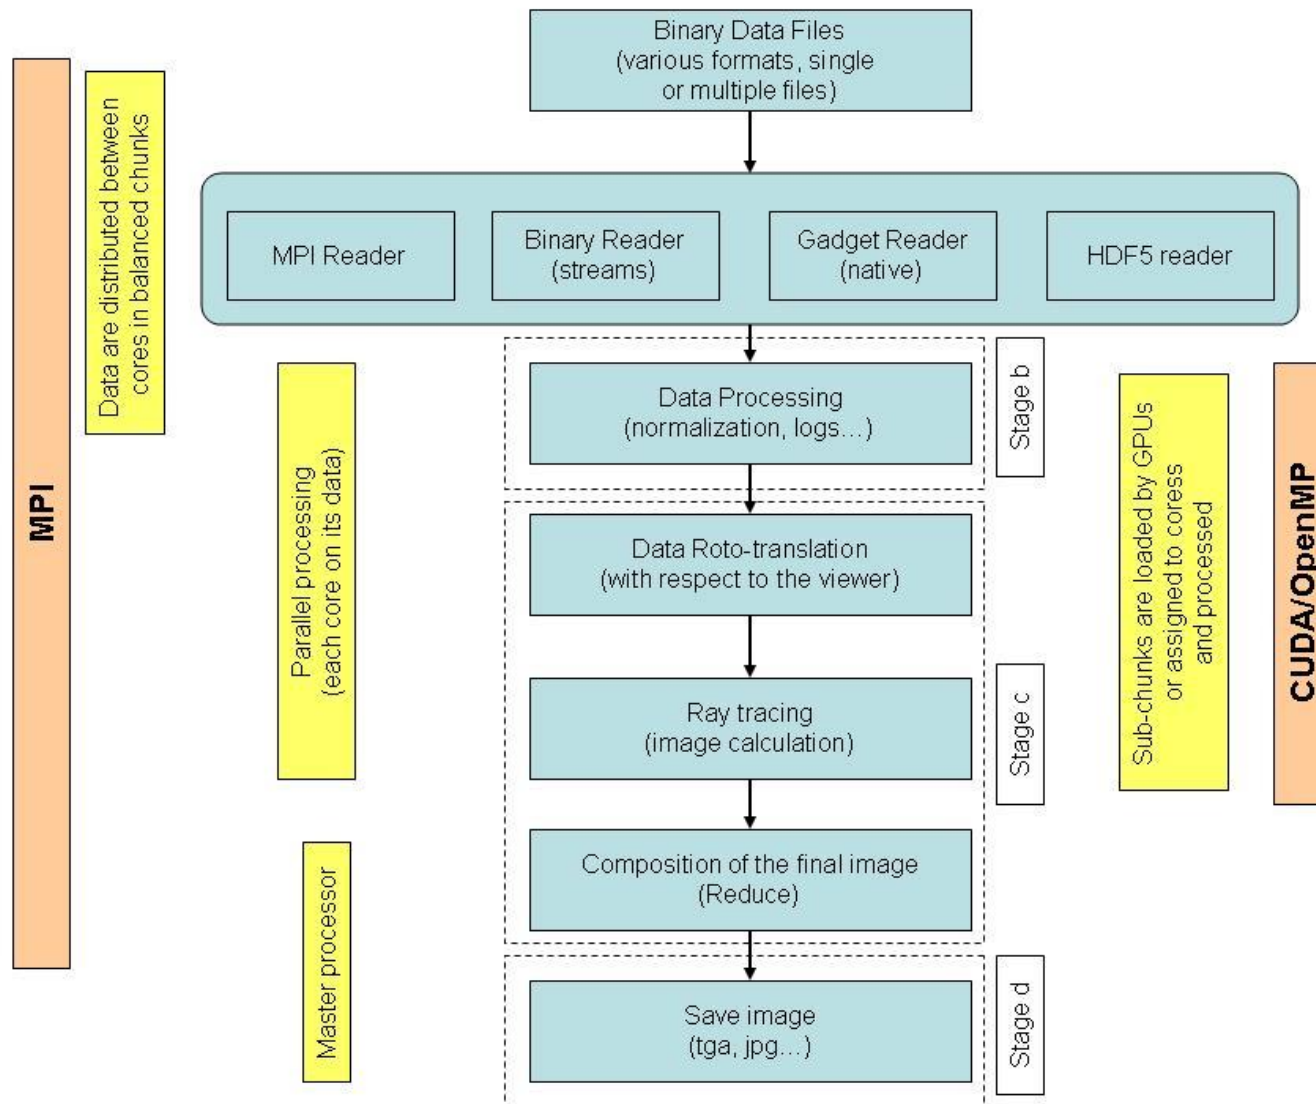 Binary Data Files
(various formats, single
or multiple files)
MPI
Data are distributed between
cores in balanced chunks
MPI Reader
Binary Reader
(streams)
Gadget Reader
(native)
HDF5 reader
Parallel processing
(each core on its data)
Data Processing
(normalization, logs...)
Stage b
Sub-chunks are loaded by GPUs
or assigned to coress
and processed
CUDA/OpenMP
Data Roto-translation
(with respect to the viewer)
Ray tracing
(image calculation)
Stage c
Composition of the final image
(Reduce)
Master processor
Save image
(tga, jpg...)
Stage d